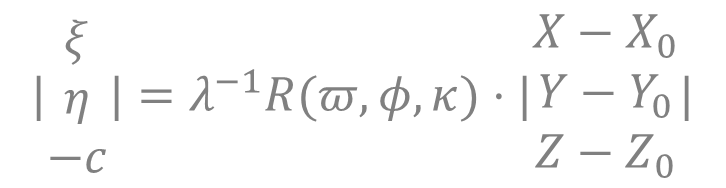 ξ X − X₀
| η | = λ⁻¹R(ϖ, ϕ, κ) · |Y − Y₀|
−c Z − Z₀